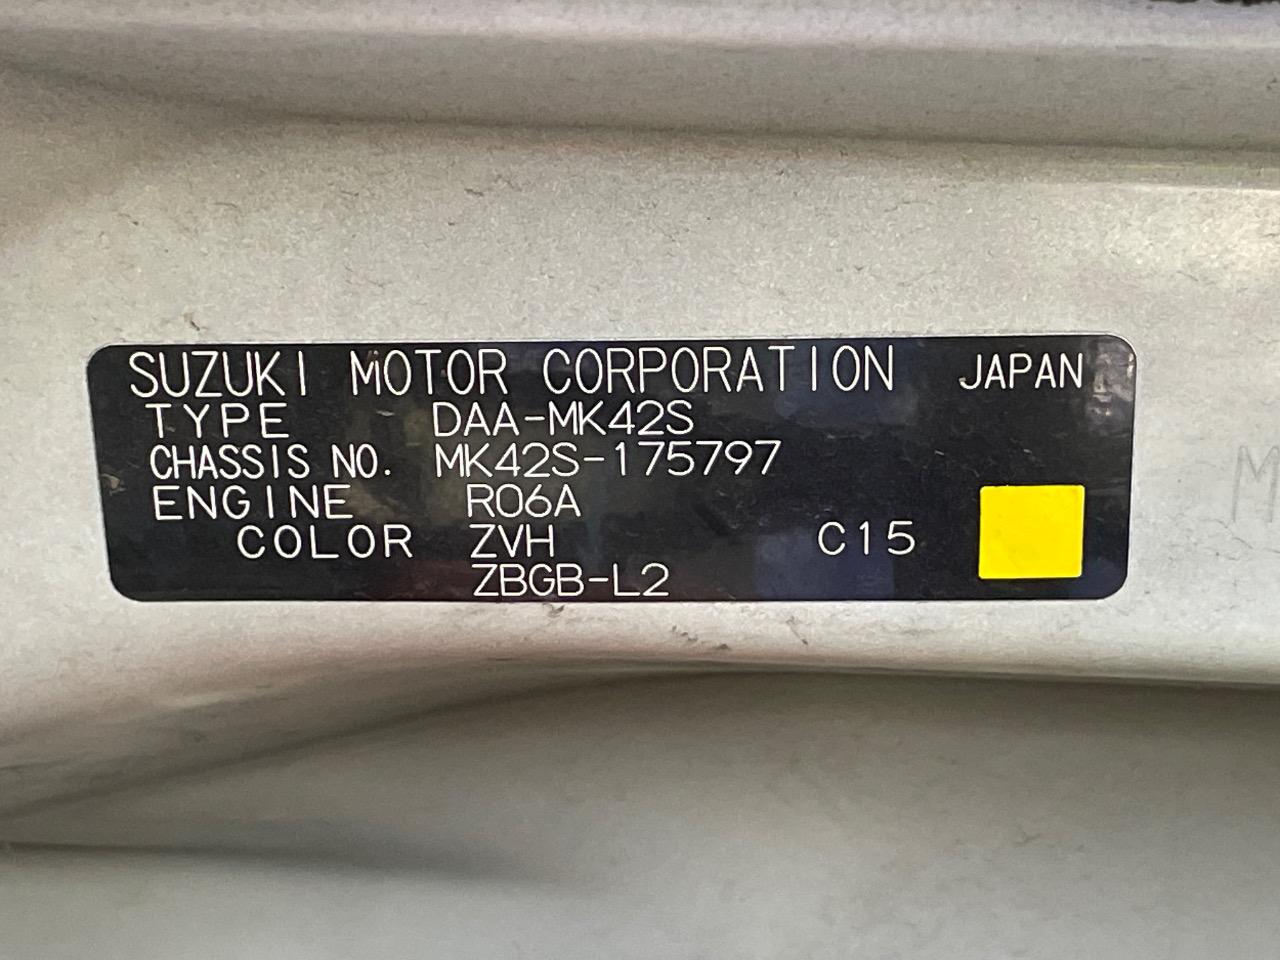 SUZUKI MOTOR CORPORATION JAPAN
TYPE DAA-MK42S
CHASSIS NO. MK42S-175797
ENGINE R06A
COLOR ZVH C15
ZBGB-L2